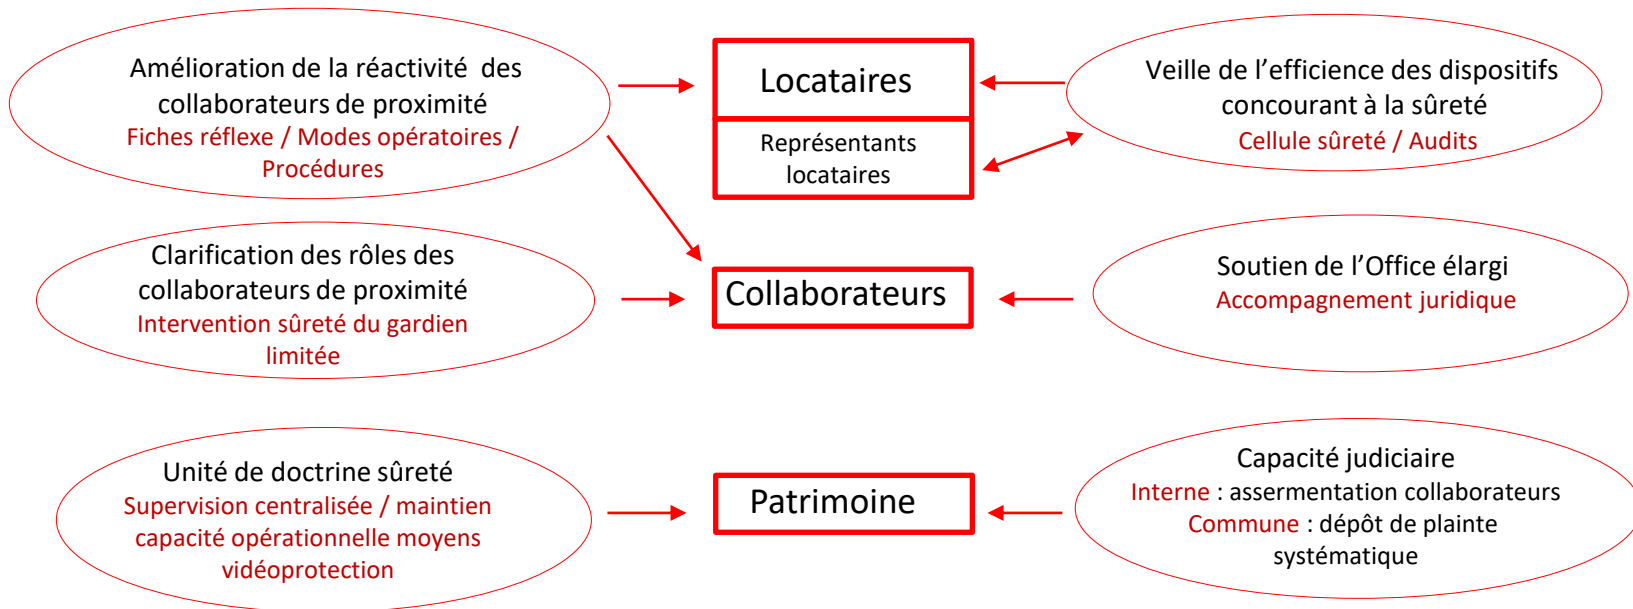 Amélioration de la réactivité des
collaborateurs de proximité
Fiches réflexe / Modes opératoires /
Procédures
Locataires
Représentants
locataires
Veille de l’efficience des dispositifs
concourant à la sûreté
Cellule sûreté / Audits
Clarification des rôles des
collaborateurs de proximité
Intervention sûreté du gardien
limitée
Collaborateurs
Soutien de l’Office élargi
Accompagnement juridique
Unité de doctrine sûreté
Supervision centralisée / maintien
capacité opérationnelle moyens
vidéoprotection
Patrimoine
Capacité judiciaire
Interne : assermentation collaborateurs
Commune : dépôt de plainte
systématique